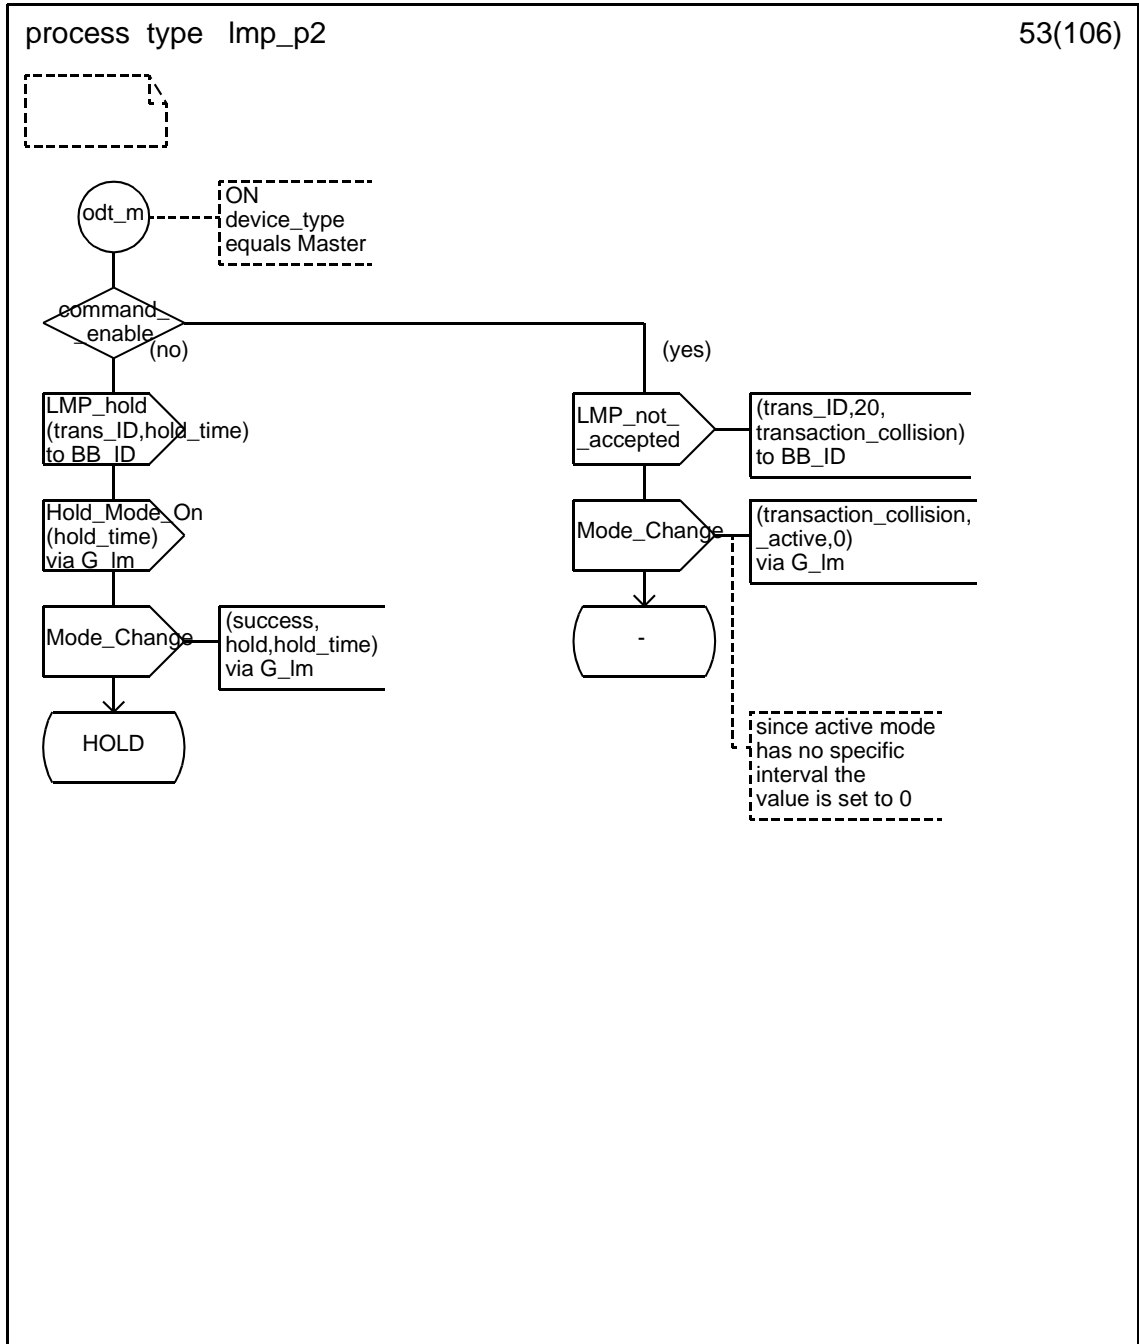 process type lmp_p2
53(106)
odt_m
ON
device_type
equals Master
command_
_enable
(no)
(yes)
LMP_hold
(trans_ID,hold_time)
to BB_ID
LMP_not_
_accepted
(trans_ID,20,
transaction_collision)
to BB_ID
Hold_Mode_On
(hold_time)
via G_lm
Mode_Change
(transaction_collision,
_active,0)
via G_lm
Mode_Change
(success,
hold,hold_time)
via G_lm
-
HOLD
since active mode
has no specific
interval the
value is set to 0